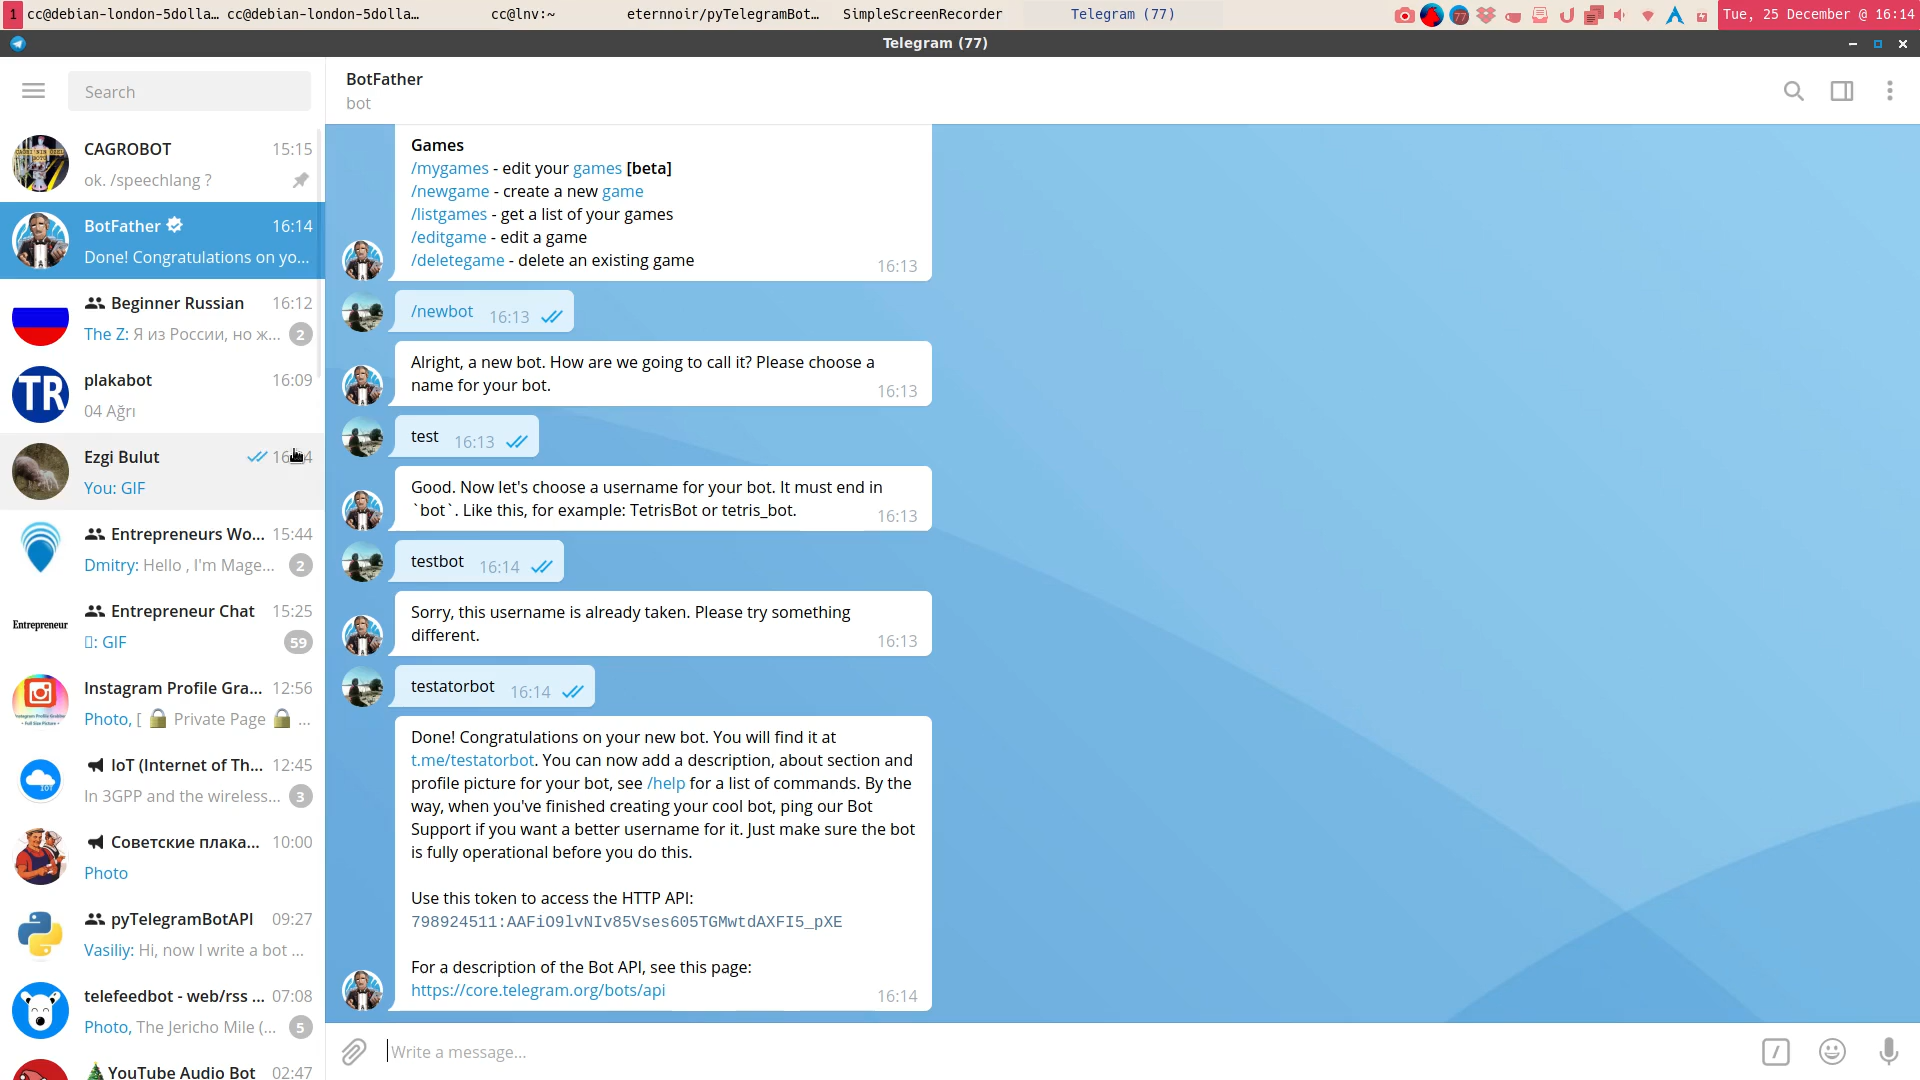 1 cc@debian-london-5dolla… cc@debian-london-5dolla… cc@lnv:~ eternnoir/pyTelegramBot… SimpleScreenRecorder Telegram (77) 77 Tue, 25 December @ 16:14
Telegram (77)
Search
CAGROBOT 15:15
ok. /speechlang ?
BotFather 16:14
Done! Congratulations on yo…
Beginner Russian 16:12
The Z: Я из России, но ж… 2
TR
plakabot 16:09
04 Ağrı
Ezgi Bulut
You: GIF
Entrepreneurs Wo… 15:44
Dmitry: Hello , I'm Mage… 2
Entrepreneur
Entrepreneur Chat 15:25
: GIF 59
Instagram Profile Gra… 12:56
Photo, [ 🔒 Private Page 🔒 …
IoT (Internet of Th… 12:45
In 3GPP and the wireless… 3
Советские плака… 10:00
Photo
pyTelegramBotAPI 09:27
Vasiliy: Hi, now I write a bot …
telefeedbot - web/rss … 07:08
Photo, The Jericho Mile (… 5
🎄YouTube Audio Bot 02:47
BotFather
bot
Games
/mygames - edit your games [beta]
/newgame - create a new game
/listgames - get a list of your games
/editgame - edit a game
/deletegame - delete an existing game
16:13
/newbot 16:13
Alright, a new bot. How are we going to call it? Please choose a
name for your bot.
16:13
test 16:13
Good. Now let's choose a username for your bot. It must end in
`bot`. Like this, for example: TetrisBot or tetris_bot.
16:13
testbot 16:14
Sorry, this username is already taken. Please try something
different.
16:13
testatorbot 16:14
Done! Congratulations on your new bot. You will find it at
t.me/testatorbot. You can now add a description, about section and
profile picture for your bot, see /help for a list of commands. By the
way, when you've finished creating your cool bot, ping our Bot
Support if you want a better username for it. Just make sure the bot
is fully operational before you do this.
Use this token to access the HTTP API:
798924511:AAFiO9lvNIv85Vses605TGMwtdAXFI5_pXE
For a description of the Bot API, see this page:
https://core.telegram.org/bots/api
16:14
Write a message...